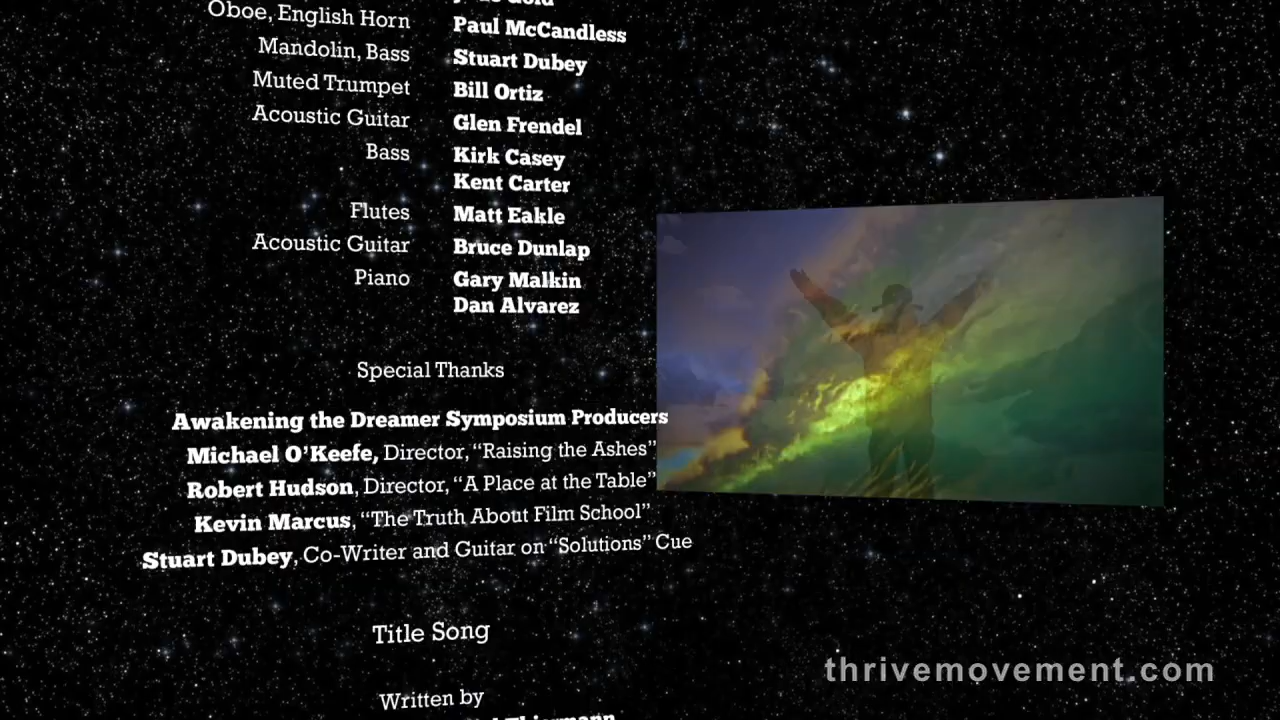 Oboe, English Horn Paul McCandless
Mandolin, Bass Stuart Dubey
Muted Trumpet Bill Ortiz
Acoustic Guitar Glen Frendel
Bass Kirk Casey
Kent Carter
Flutes Matt Eakle
Acoustic Guitar Bruce Dunlap
Piano Gary Malkin
Dan Alvarez
Special Thanks
Awakening the Dreamer Symposium Producers
Michael O'Keefe, Director, “Raising the Ashes”
Robert Hudson, Director, “A Place at the Table”
Kevin Marcus, “The Truth About Film School”
Stuart Dubey, Co-Writer and Guitar on “Solutions” Cue
Title Song
Written by
thrivemovement.com